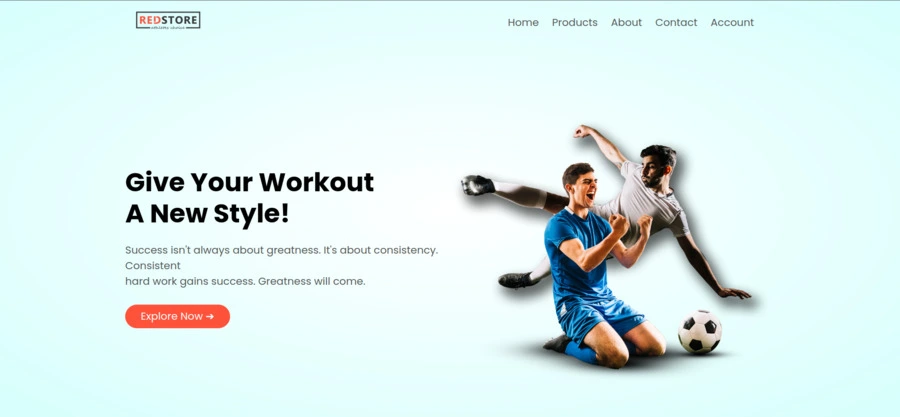 REDSTORE
Home Products About Contact Account
Give Your Workout
A New Style!
Success isn't always about greatness. It's about consistency.
Consistent
hard work gains success. Greatness will come.
Explore Now ➔